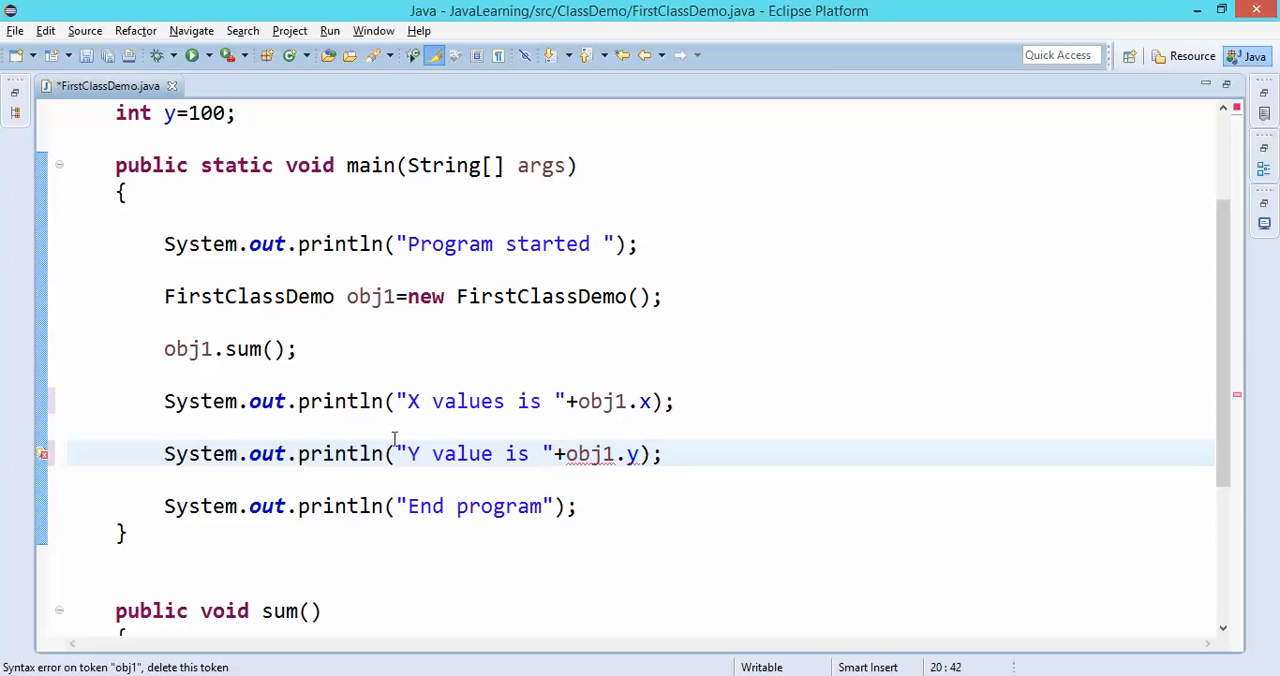 Java - JavaLearning/src/ClassDemo/FirstClassDemo.java - Eclipse Platform
File Edit Source Refactor Navigate Search Project Run Window Help
Quick Access Resource Java
*FirstClassDemo.java
int y=100;
public static void main(String[] args)
{
System.out.println("Program started ");
FirstClassDemo obj1=new FirstClassDemo();
obj1.sum();
System.out.println("X values is "+obj1.x);
System.out.println("Y value is "+obj1.y);
System.out.println("End program");
}
public void sum()
{
Syntax error on token "obj1", delete this token Writable Smart Insert 20 : 42